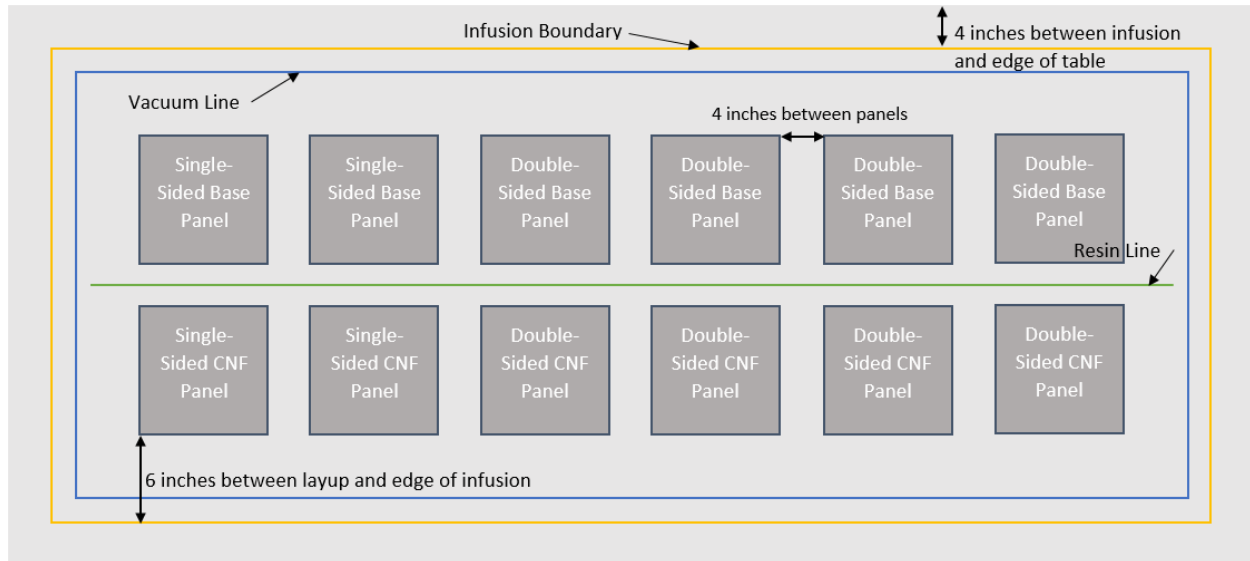 Infusion Boundary
4 inches between infusion
and edge of table
Vacuum Line
4 inches between panels
Single-
Sided Base
Panel
Single-
Sided Base
Panel
Double-
Sided Base
Panel
Double-
Sided Base
Panel
Double-
Sided Base
Panel
Double-
Sided Base
Panel
Resin Line
Single-
Sided CNF
Panel
Single-
Sided CNF
Panel
Double-
Sided CNF
Panel
Double-
Sided CNF
Panel
Double-
Sided CNF
Panel
Double-
Sided CNF
Panel
6 inches between layup and edge of infusion